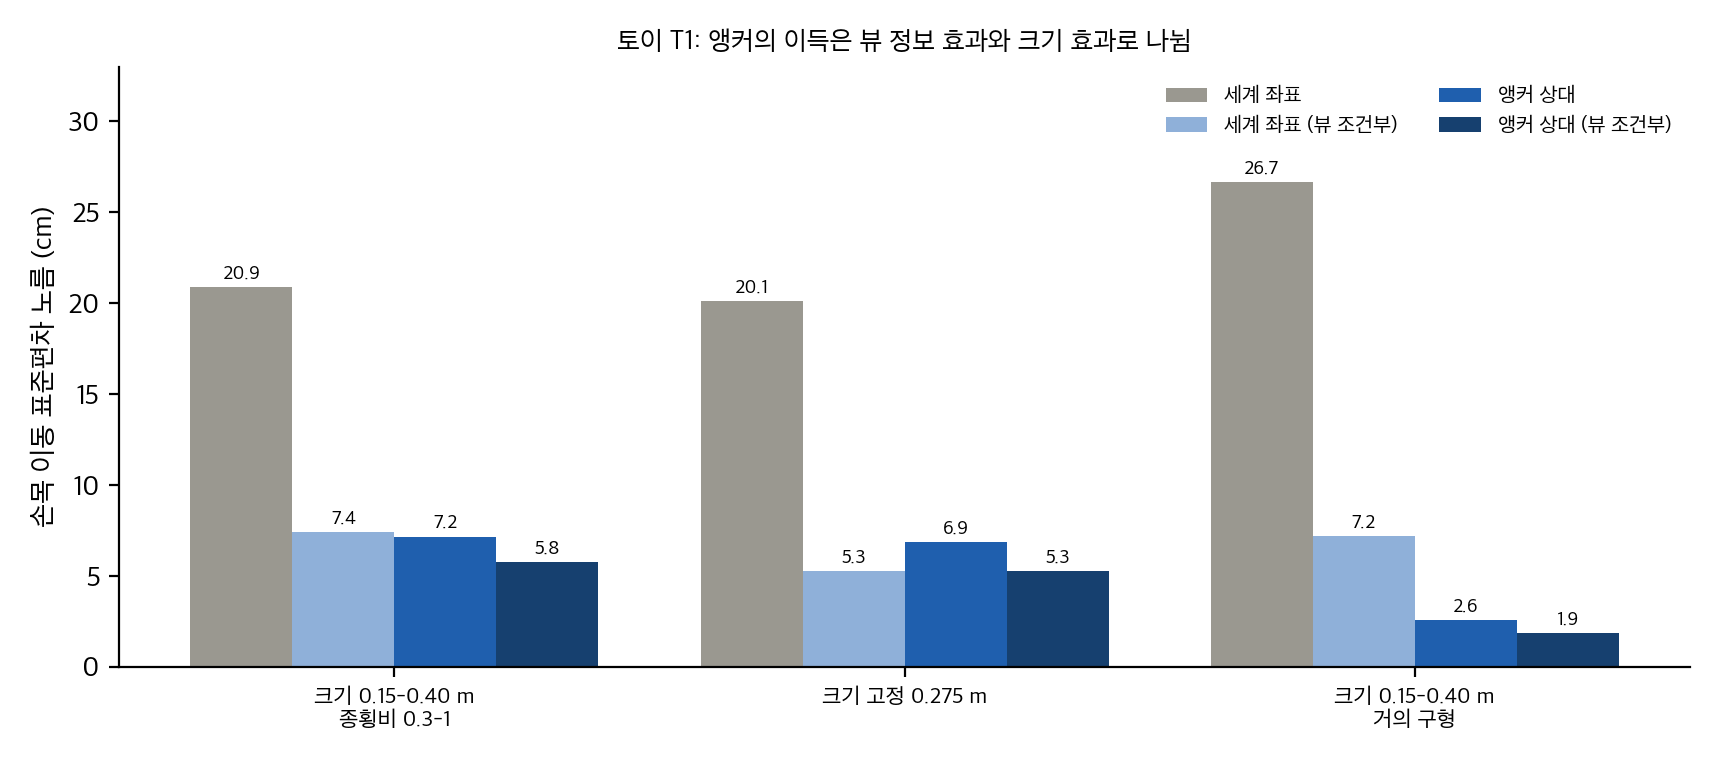 토이 T1: 앵커의 이득은 뷰 정보 효과와 크기 효과로 나뉨
세계 좌표
세계 좌표 (뷰 조건부)
앵커 상대
앵커 상대 (뷰 조건부)
손목 이동 표준편차 노름 (cm)
30
25
20
15
10
5
0
20.9
7.4
7.2
5.8
20.1
5.3
6.9
5.3
26.7
7.2
2.6
1.9
크기 0.15–0.40 m
종횡비 0.3–1
크기 고정 0.275 m
크기 0.15–0.40 m
거의 구형